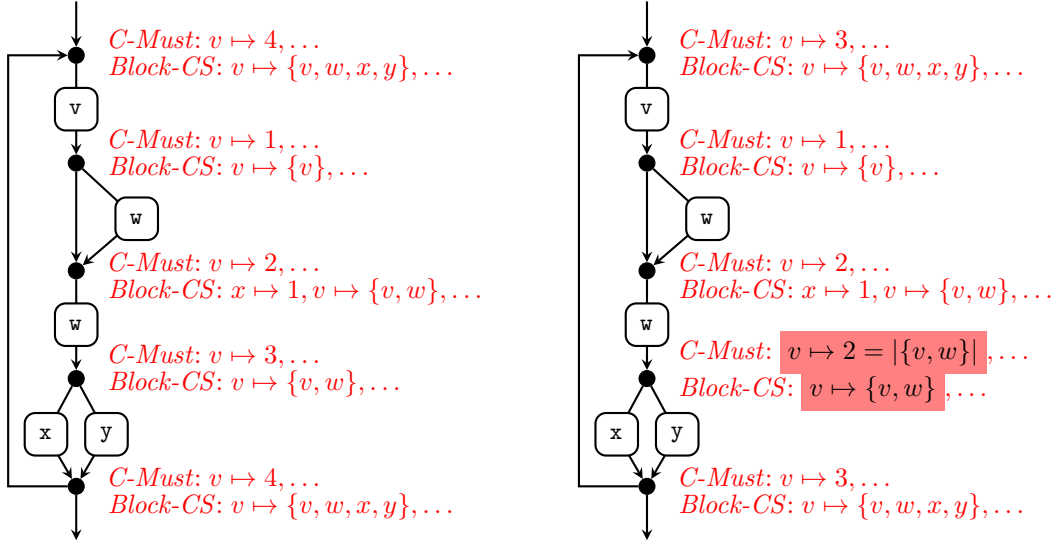 C-Must: v ↦ 4, ...
Block-CS: v ↦ {v, w, x, y}, ...
v
C-Must: v ↦ 1, ...
Block-CS: v ↦ {v}, ...
w
C-Must: v ↦ 2, ...
Block-CS: x ↦ 1, v ↦ {v, w}, ...
w
C-Must: v ↦ 3, ...
Block-CS: v ↦ {v, w}, ...
x y
C-Must: v ↦ 4, ...
Block-CS: v ↦ {v, w, x, y}, ...
C-Must: v ↦ 3, ...
Block-CS: v ↦ {v, w, x, y}, ...
v
C-Must: v ↦ 1, ...
Block-CS: v ↦ {v}, ...
w
C-Must: v ↦ 2, ...
Block-CS: x ↦ 1, v ↦ {v, w}, ...
w
C-Must: v ↦ 2 = |{v, w}|, ...
Block-CS: v ↦ {v, w}, ...
x y
C-Must: v ↦ 3, ...
Block-CS: v ↦ {v, w, x, y}, ...